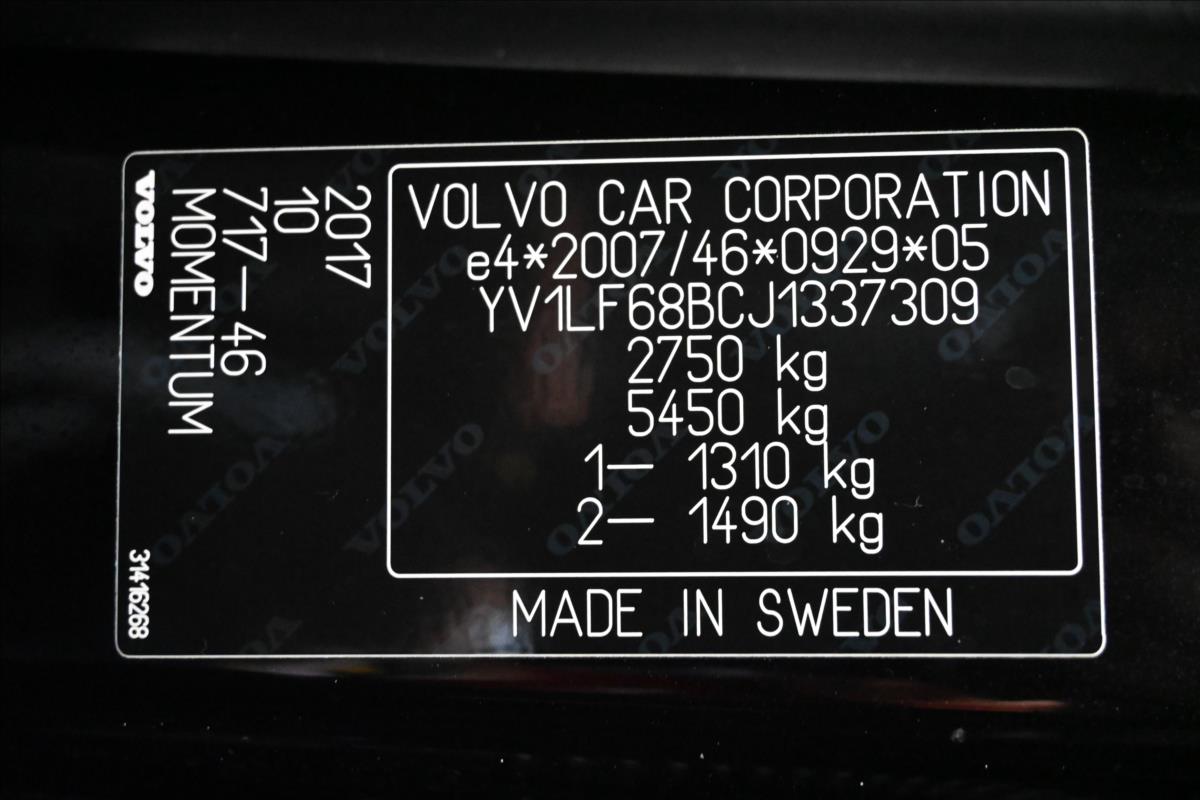 VOLVO
MOMENTUM
717-46
10
2017
31416268
VOLVO CAR CORPORATION
e4*2007/46*0929*05
YV1LF68BCJ1337309
2750 kg
5450 kg
1- 1310 kg
2- 1490 kg
MADE IN SWEDEN